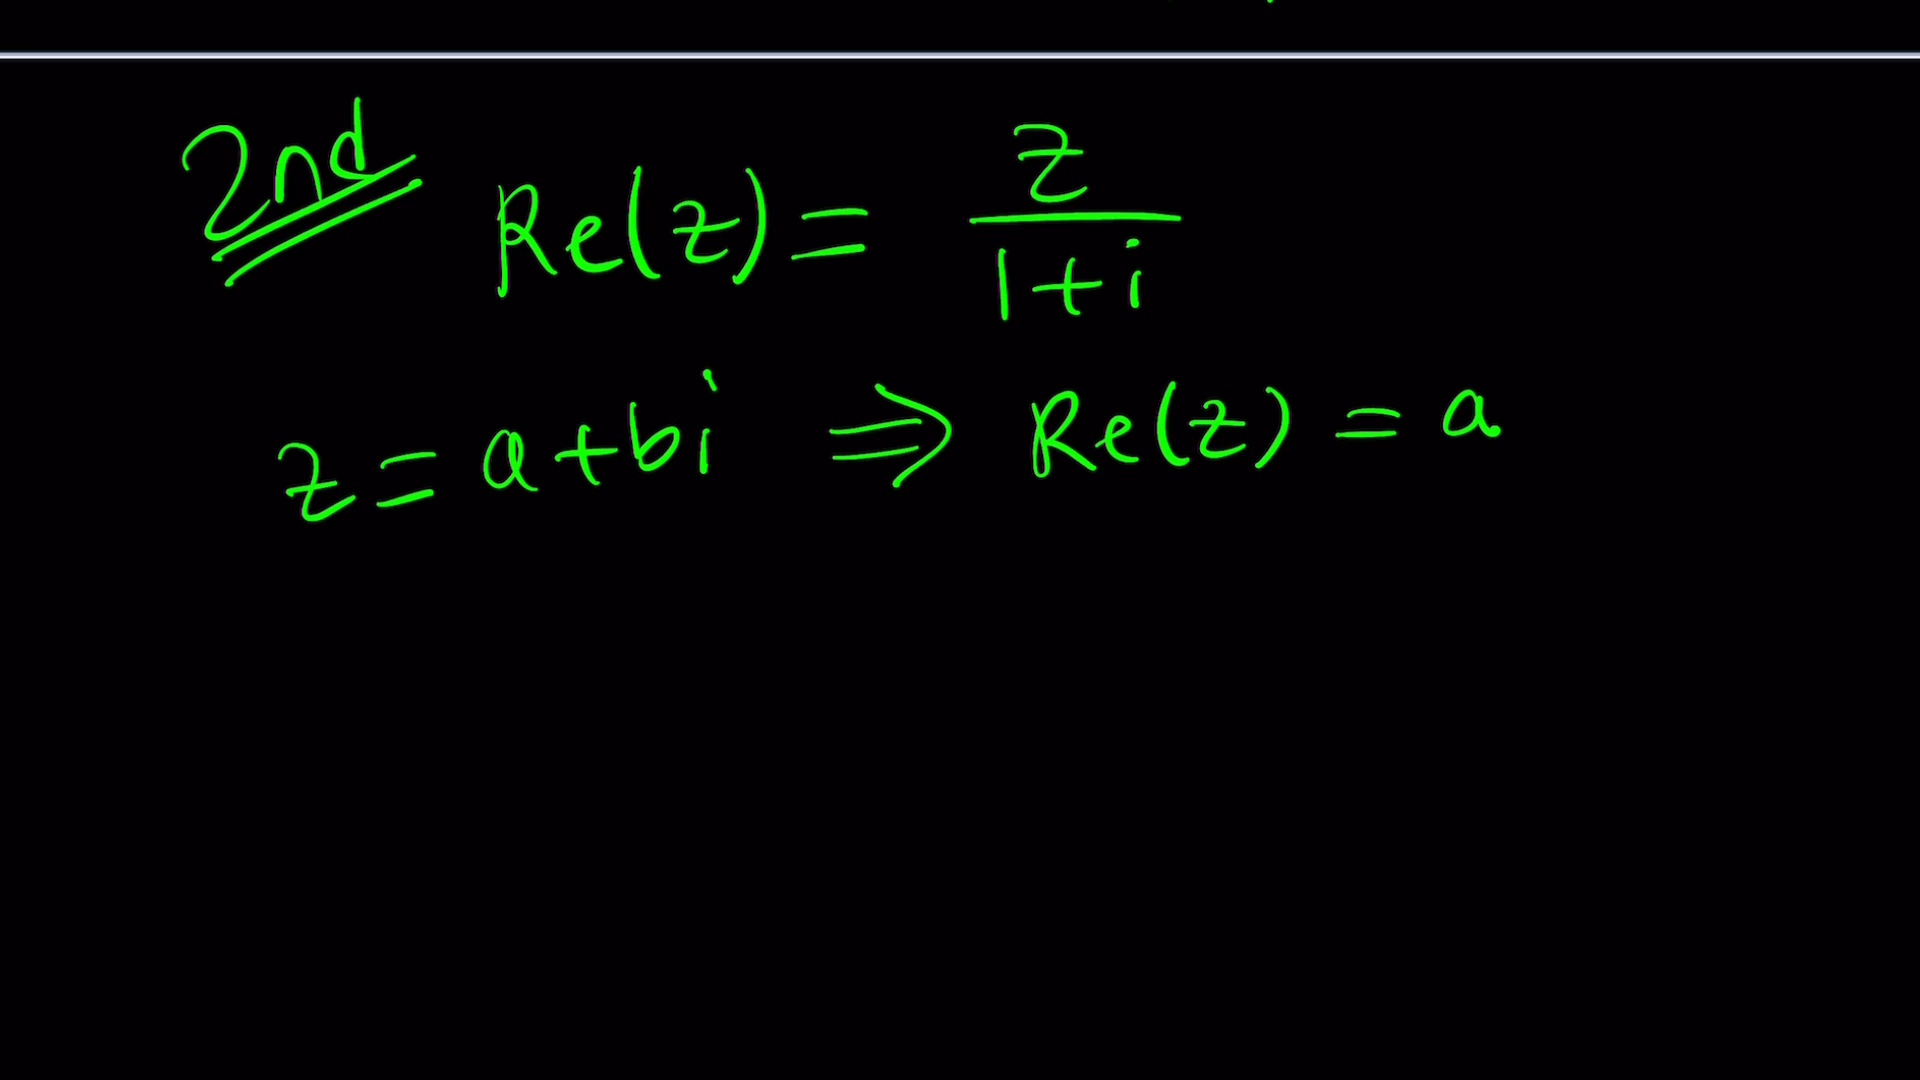 2nd Re(z) = z/(1+i)
z = a+bi ⇒ Re(z) = a